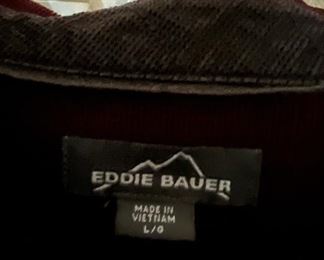 EDDIE BAUER
MADE IN
VIETNAM
L/G